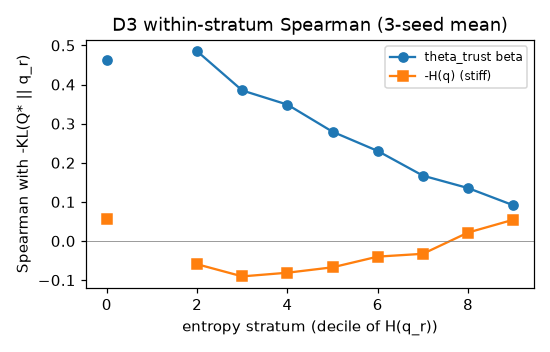 D3 within-stratum Spearman (3-seed mean)
theta_trust beta
-H(q) (stiff)
Spearman with -KL(Q* || q_r)
0.5
0.4
0.3
0.2
0.1
0.0
−0.1
0 2 4 6 8
entropy stratum (decile of H(q_r))